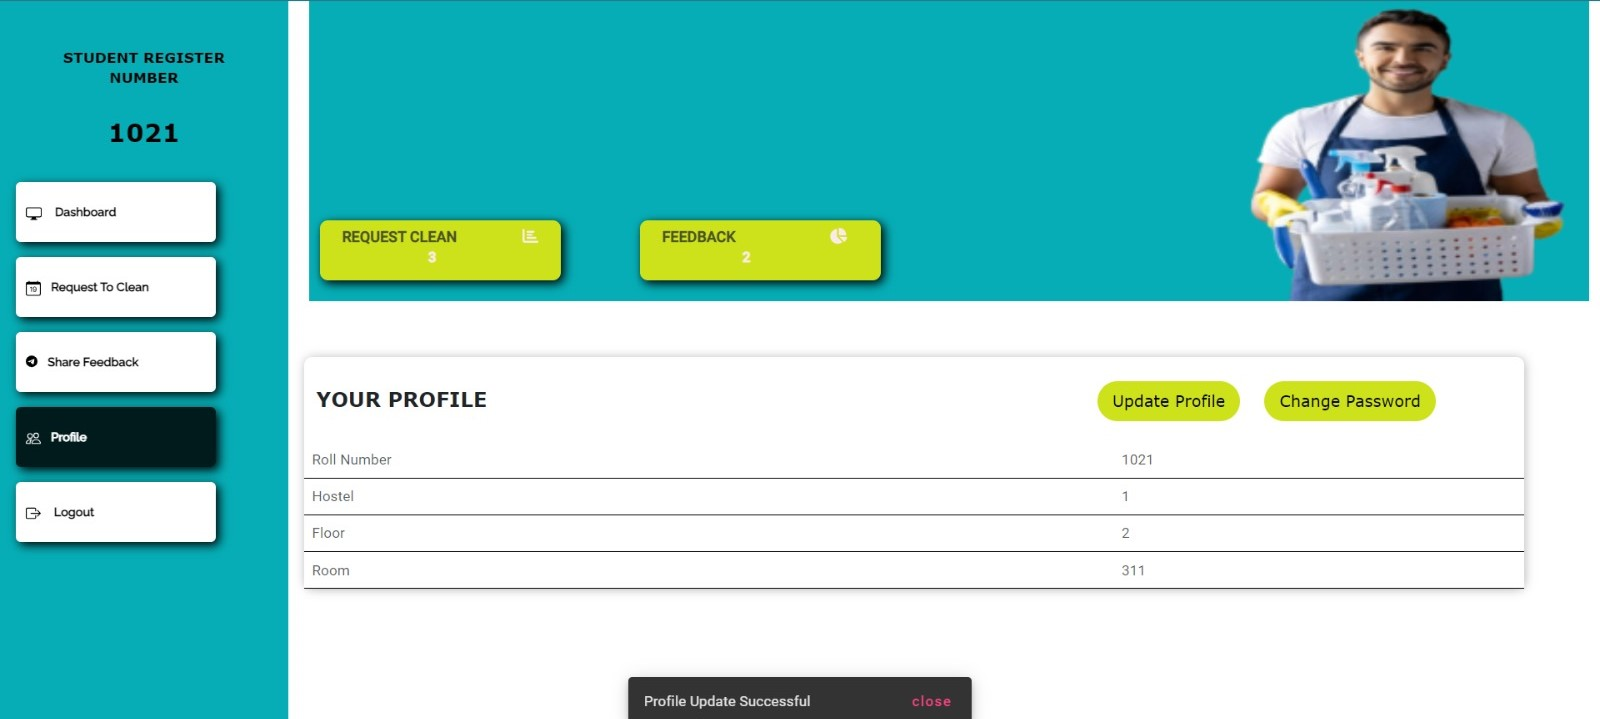 STUDENT REGISTER
NUMBER
1021
Dashboard
19 Request To Clean
Share Feedback
Profile
Logout
REQUEST CLEAN
3
FEEDBACK
2
YOUR PROFILE
Update Profile
Change Password
Roll Number 1021
Hostel 1
Floor 2
Room 311
Profile Update Successful close